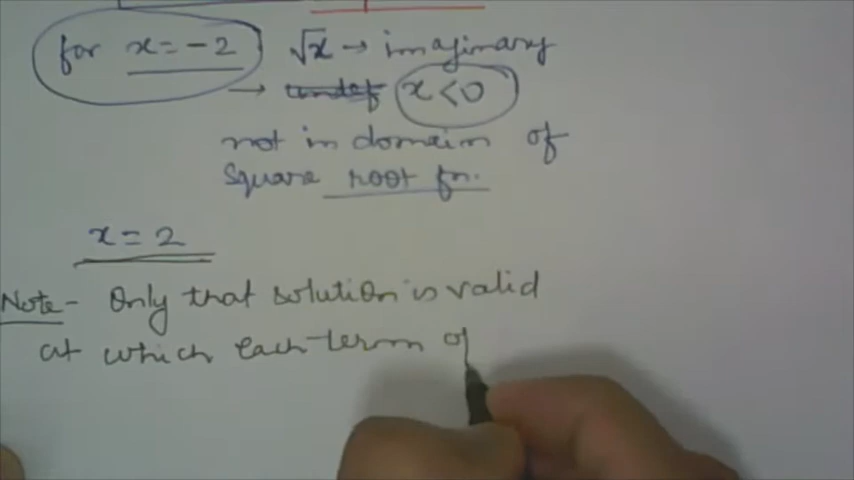 for x = -2 √x → imaginary
→ undef x < 0
not in domain of
square root fn.
x = 2
Note - Only that solution is valid
at which each term of